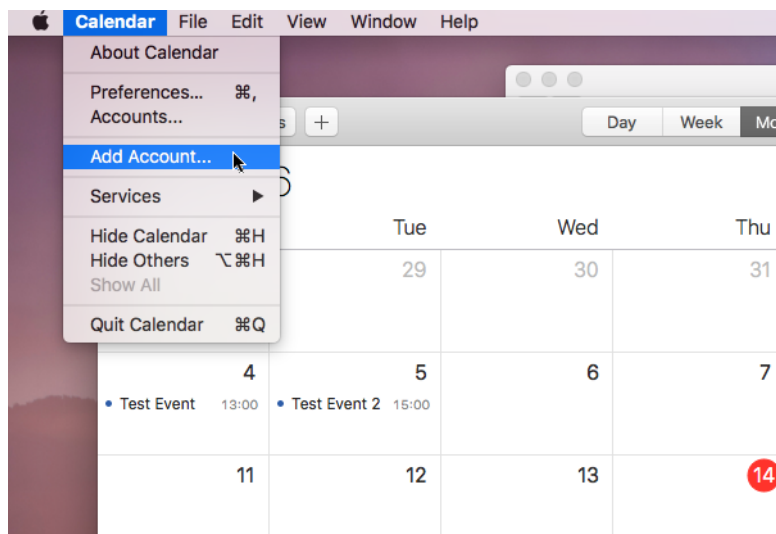 Calendar File Edit View Window Help
About Calendar
Preferences... ⌘,
Accounts...
Add Account...
Services
Hide Calendar ⌘H
Hide Others ⌥⌘H
Show All
Quit Calendar ⌘Q
s + Day Week Mo
6
Tue Wed Thu
29 30 31
4 5 6 7
• Test Event 13:00 • Test Event 2 15:00
11 12 13 14